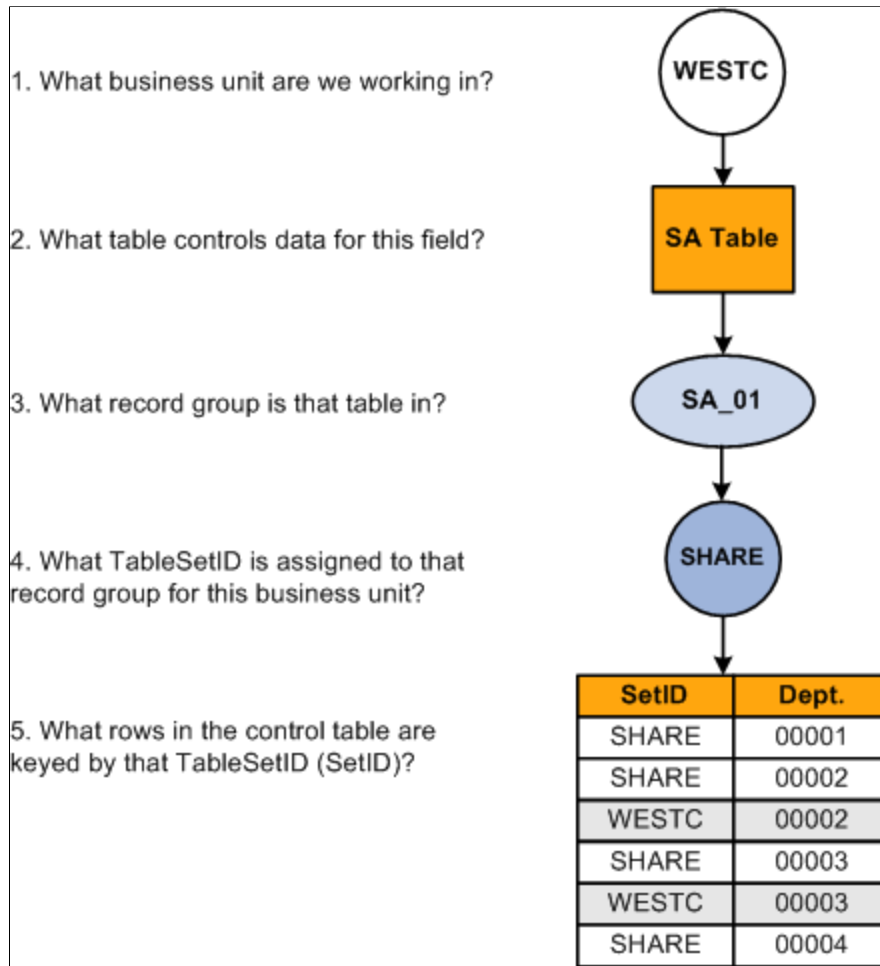 WESTC
1. What business unit are we working in?
SA Table
2. What table controls data for this field?
SA_01
3. What record group is that table in?
SHARE
4. What TableSetID is assigned to that
record group for this business unit?
SetID Dept.
5. What rows in the control table are
keyed by that TableSetID (SetID)?
SHARE 00001
SHARE 00002
WESTC 00002
SHARE 00003
WESTC 00003
SHARE 00004